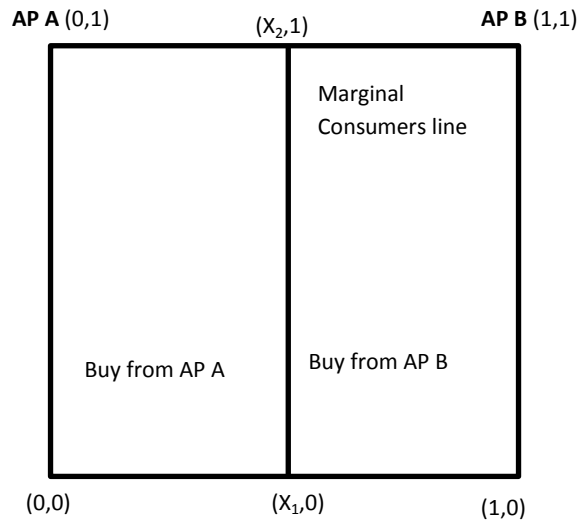 AP A (0,1)
(X₂,1)
AP B (1,1)
Marginal
Consumers line
Buy from AP A
Buy from AP B
(0,0)
(X₁,0)
(1,0)